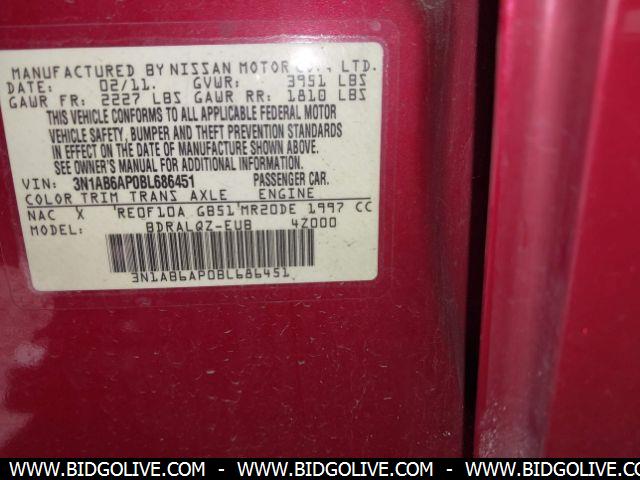 MANUFACTURED BY NISSAN MOTOR CO., LTD.
DATE: 02/11. GVWR: 3951 LBS
GAWR FR: 2227 LBS GAWR RR: 1810 LBS
THIS VEHICLE CONFORMS TO ALL APPLICABLE FEDERAL MOTOR
VEHICLE SAFETY, BUMPER AND THEFT PREVENTION STANDARDS
IN EFFECT ON THE DATE OF MANUFACTURE SHOWN ABOVE.
SEE OWNER'S MANUAL FOR ADDITIONAL INFORMATION.
VIN: 3N1AB6AP0BL686451 PASSENGER CAR.
COLOR TRIM TRANS AXLE ENGINE
NAC X RE0F10A GB51 MR20DE 1997 CC
MODEL: BDRALQZ-EUB 4Z000
3N1AB6AP0BL686451
WWW.BIDGOLIVE.COM - WWW.BIDGOLIVE.COM - WWW.BIDGOLIVE.COM